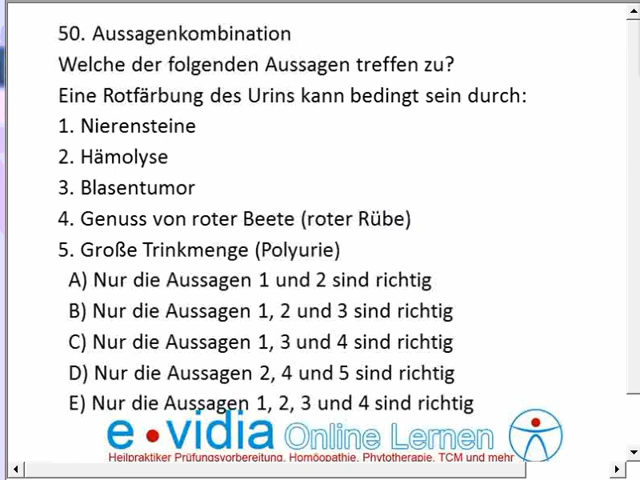 50. Aussagenkombination
Welche der folgenden Aussagen treffen zu?
Eine Rotfärbung des Urins kann bedingt sein durch:
1. Nierensteine
2. Hämolyse
3. Blasentumor
4. Genuss von roter Beete (roter Rübe)
5. Große Trinkmenge (Polyurie)
A) Nur die Aussagen 1 und 2 sind richtig
B) Nur die Aussagen 1, 2 und 3 sind richtig
C) Nur die Aussagen 1, 3 und 4 sind richtig
D) Nur die Aussagen 2, 4 und 5 sind richtig
E) Nur die Aussagen 1, 2, 3 und 4 sind richtig
e•vidia Online Lernen
Heilpraktiker Prüfungsvorbereitung, Homöopathie, Phytotherapie, TCM und mehr